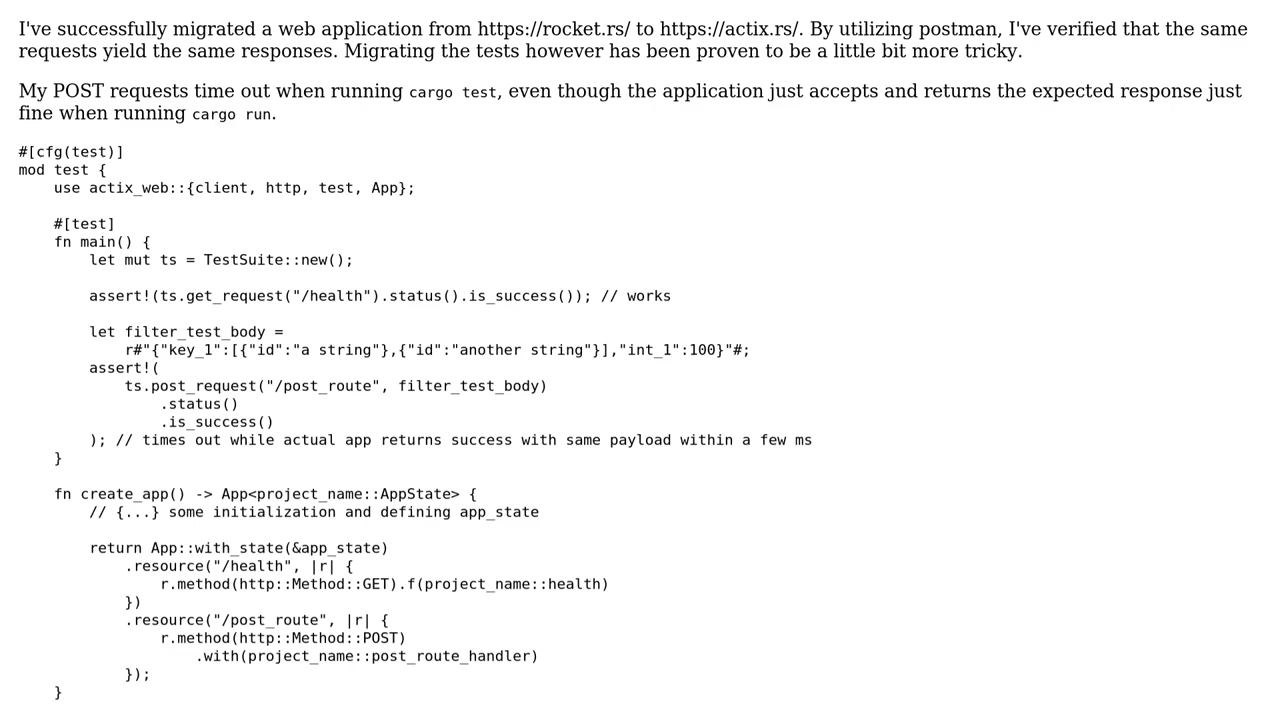 I've successfully migrated a web application from https://rocket.rs/ to https://actix.rs/. By utilizing postman, I've verified that the same
requests yield the same responses. Migrating the tests however has been proven to be a little bit more tricky.
My POST requests time out when running cargo test, even though the application just accepts and returns the expected response just
fine when running cargo run.
#[cfg(test)]
mod test {
    use actix_web::{client, http, test, App};
    #[test]
    fn main() {
        let mut ts = TestSuite::new();
        assert!(ts.get_request("/health").status().is_success()); // works
        let filter_test_body =
            r#"{"key_1":[{"id":"a string"},{"id":"another string"}],"int_1":100}"#;
        assert!(
            ts.post_request("/post_route", filter_test_body)
                .status()
                .is_success()
        ); // times out while actual app returns success with same payload within a few ms
    }
    fn create_app() -> App<project_name::AppState> {
        // {...} some initialization and defining app_state
        return App::with_state(&app_state)
            .resource("/health", |r| {
                r.method(http::Method::GET).f(project_name::health)
            })
            .resource("/post_route", |r| {
                r.method(http::Method::POST)
                    .with(project_name::post_route_handler)
            });
    }